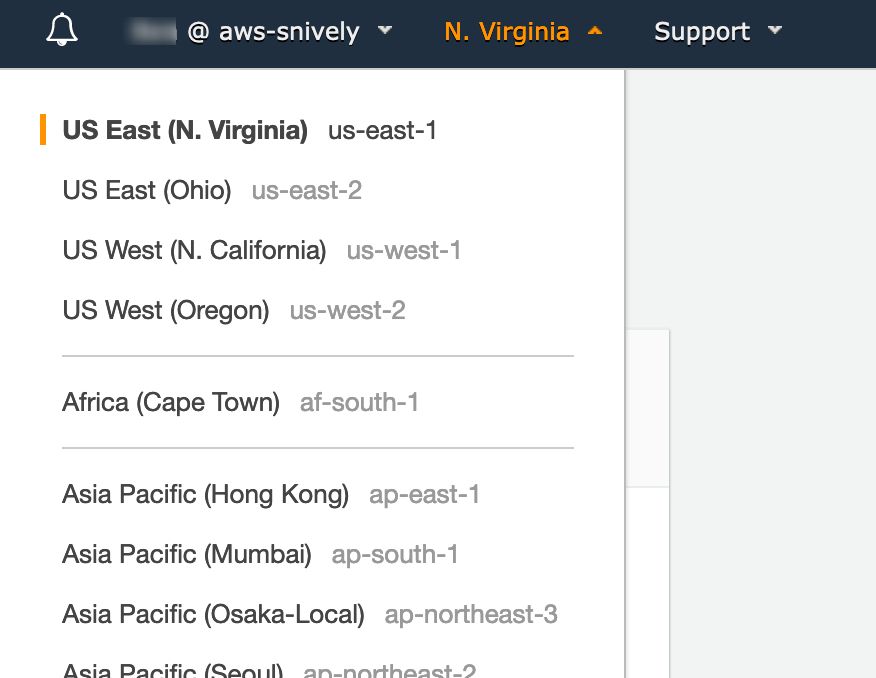 @ aws-snively N. Virginia Support
US East (N. Virginia) us-east-1
US East (Ohio) us-east-2
US West (N. California) us-west-1
US West (Oregon) us-west-2
Africa (Cape Town) af-south-1
Asia Pacific (Hong Kong) ap-east-1
Asia Pacific (Mumbai) ap-south-1
Asia Pacific (Osaka-Local) ap-northeast-3
Asia Pacific (Seoul) ap-northeast-2